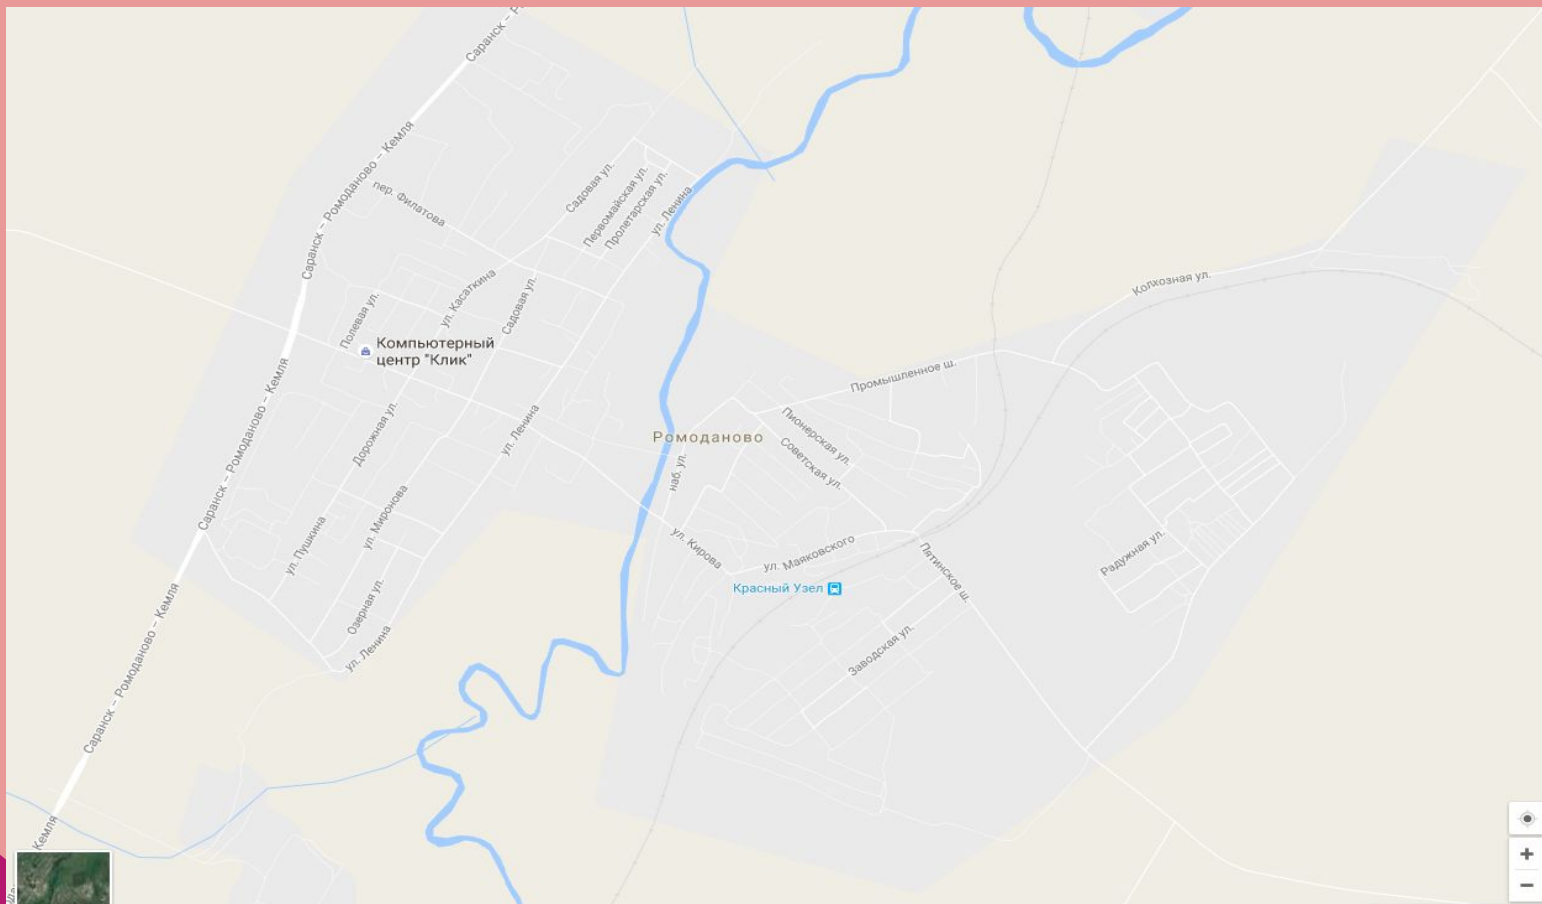 Саранск – Ромоданово – Кемля
Саранск – Ромоданово – Кемля
пер. Филатова
Садовая ул.
Первомайская ул.
Пролетарская ул.
ул. Ленина
Полевая ул.
ул. Касаткина
Садовая ул.
Колхозная ул.
Компьютерный
центр "Клик"
Саранск – Ромоданово – Кемля
Промышленное ш.
Дорожная ул.
ул. Ленина
Ромоданово
Пионерская ул.
Советская ул.
наб. ул.
ул. Пушкина
ул. Миронова
ул. Кирова
ул. Маяковского
Пятинское ш.
Радужная ул.
Красный Узел
Озерная ул.
ул. Ленина
Заводская ул.
Саранск – Ромоданово – Кемля
Кемля
+
−